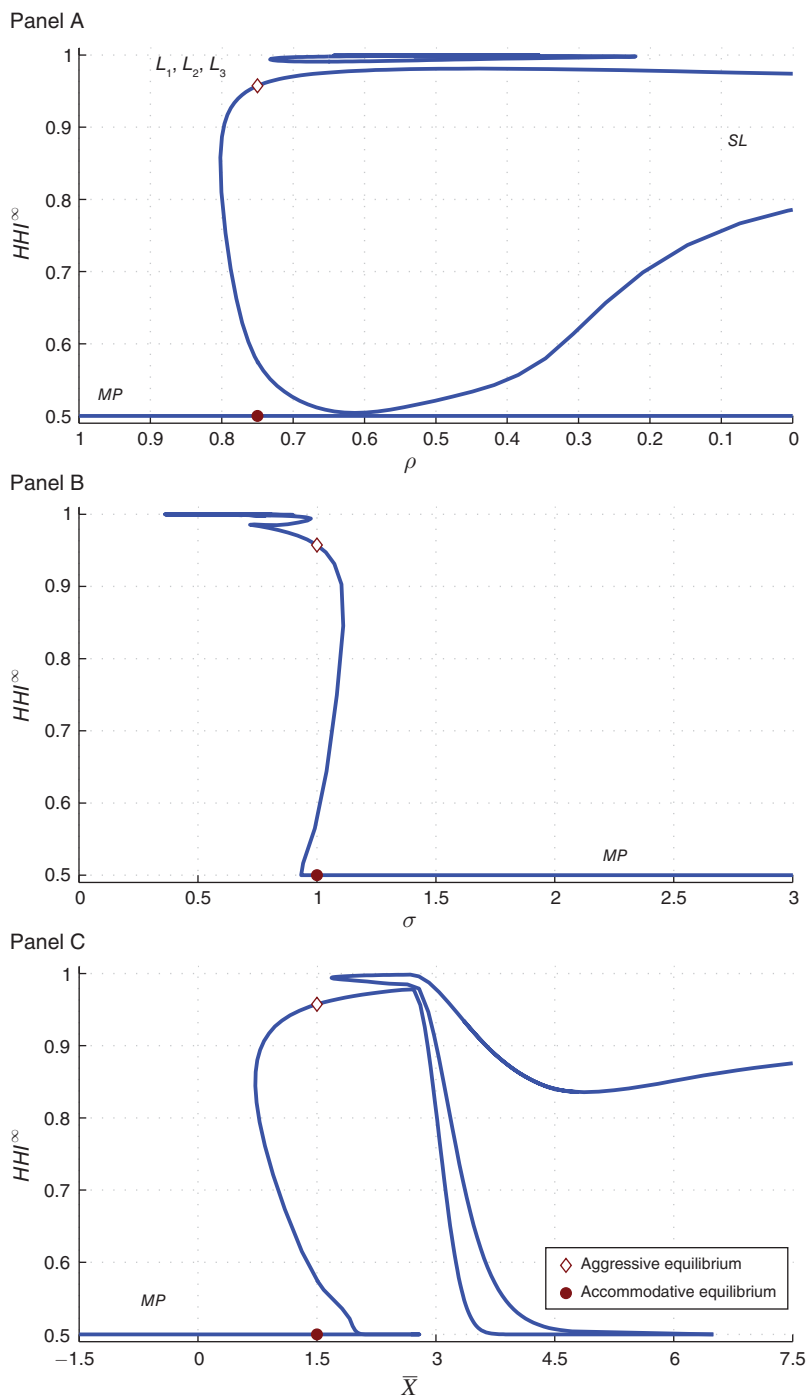 Panel A
1
L₁, L₂, L₃
0.9
SL
0.8
HHI^∞
0.7
0.6
MP
0.5
1 0.9 0.8 0.7 0.6 0.5 0.4 0.3 0.2 0.1 0
ρ
Panel B
1
0.9
0.8
HHI^∞
0.7
0.6
MP
0.5
0 0.5 1 1.5 2 2.5 3
σ
Panel C
1
0.9
0.8
HHI^∞
0.7
0.6
Aggressive equilibrium
Accommodative equilibrium
MP
0.5
−1.5 0 1.5 3 4.5 6 7.5
X̅